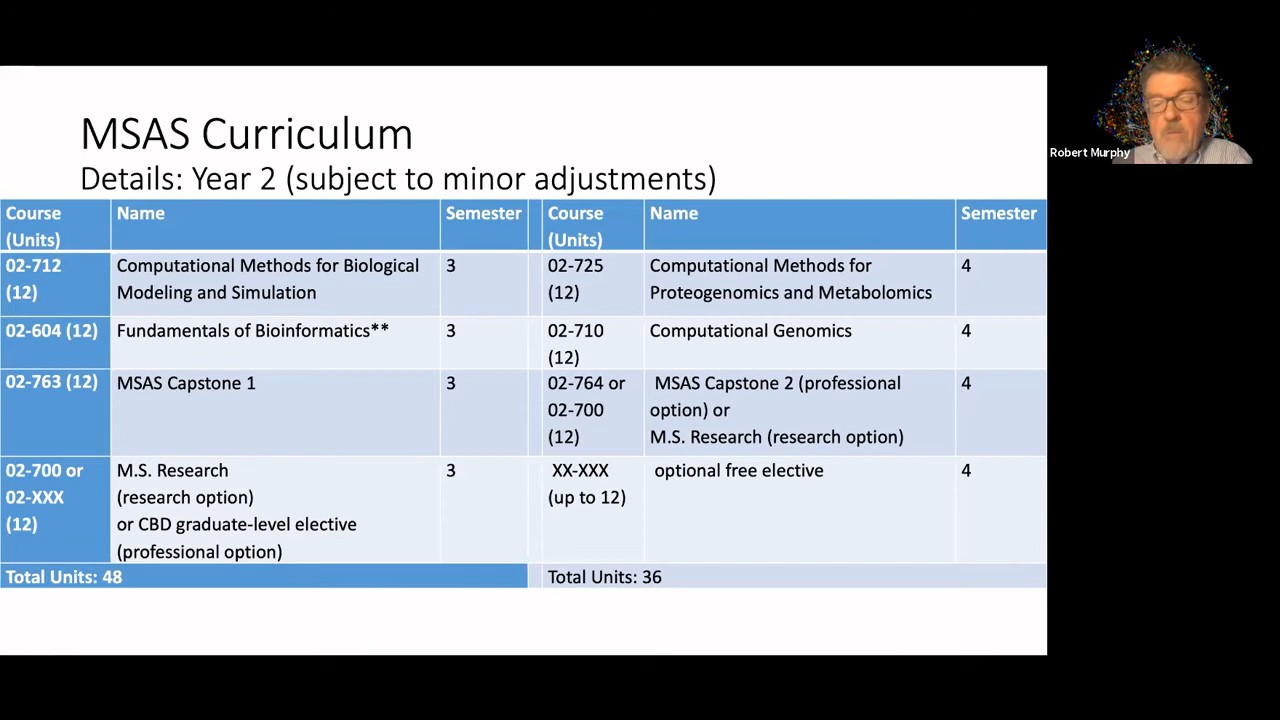 MSAS Curriculum
Details: Year 2 (subject to minor adjustments)
Course (Units) Name Semester Course (Units) Name Semester
02-712 (12) Computational Methods for Biological Modeling and Simulation 3 02-725 (12) Computational Methods for Proteogenomics and Metabolomics 4
02-604 (12) Fundamentals of Bioinformatics** 3 02-710 (12) Computational Genomics 4
02-763 (12) MSAS Capstone 1 3 02-764 or 02-700 (12) MSAS Capstone 2 (professional option) or M.S. Research (research option) 4
02-700 or 02-XXX (12) M.S. Research (research option) or CBD graduate-level elective (professional option) 3 XX-XXX (up to 12) optional free elective 4
Total Units: 48 Total Units: 36
Robert Murphy